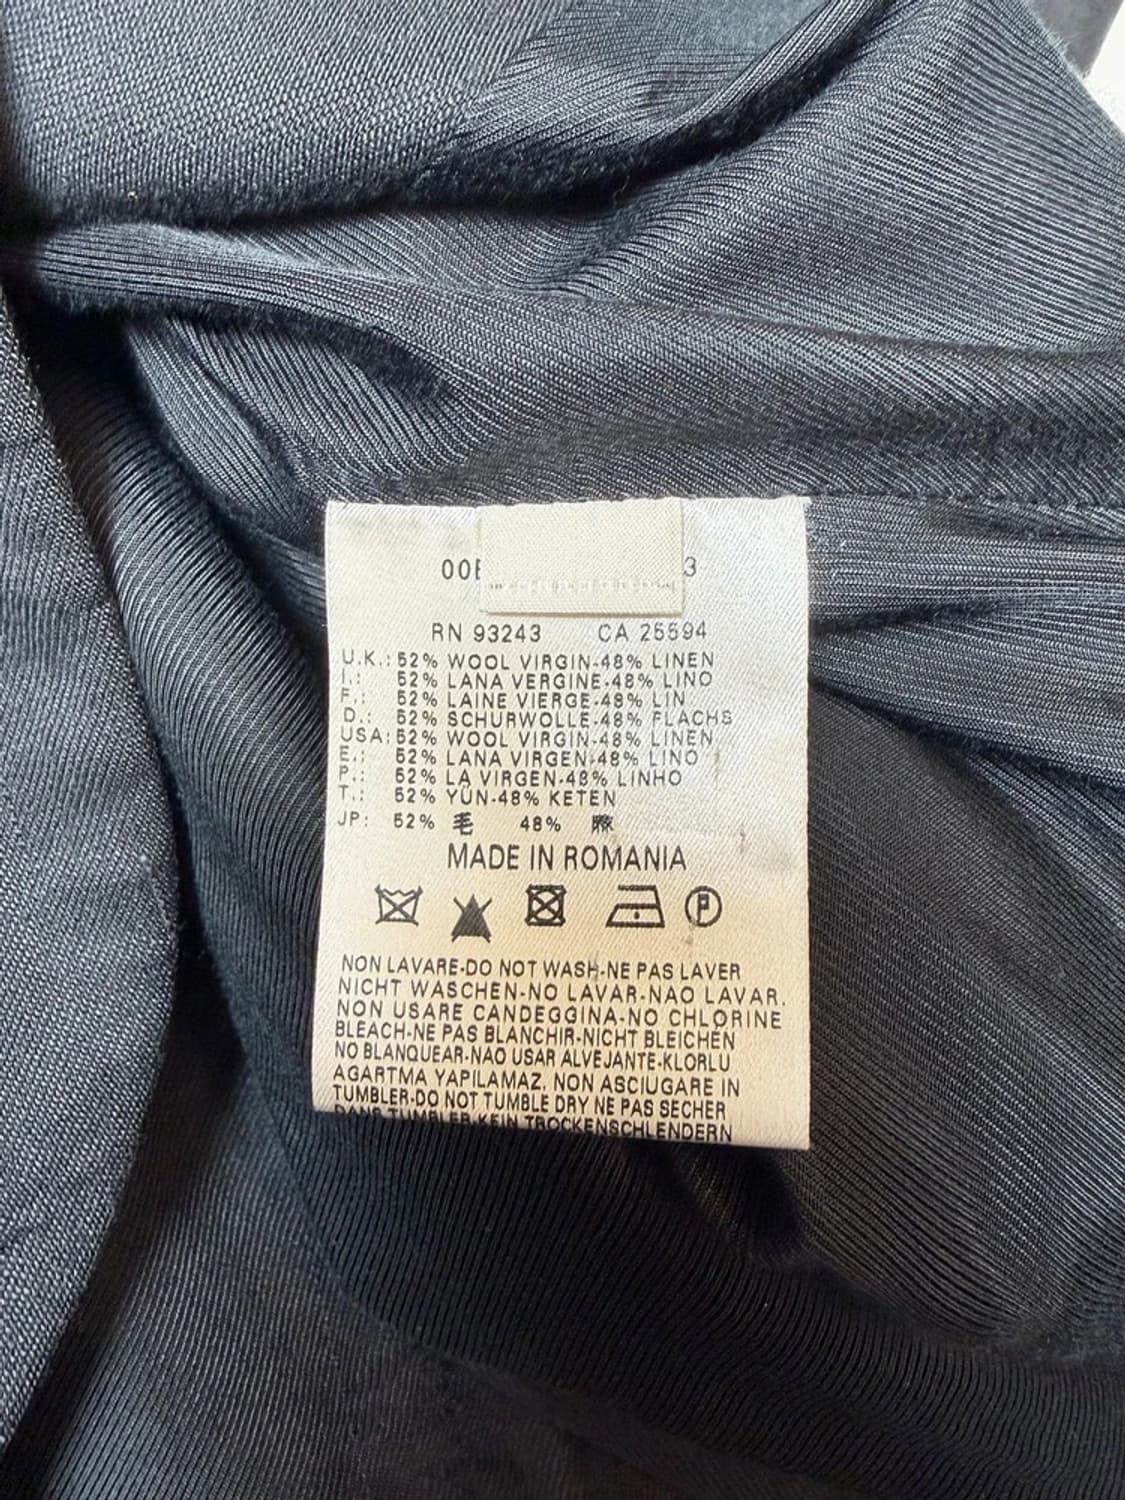 RN 93243 CA 25594
U.K.: 52% WOOL VIRGIN-48% LINEN
I.: 52% LANA VERGINE-48% LINO
F.: 52% LAINE VIERGE-48% LIN
D.: 52% SCHURWOLLE-48% FLACHS
USA: 52% WOOL VIRGIN-48% LINEN
E.: 52% LANA VIRGEN-48% LINO
P.: 52% LA VIRGEN-48% LINHO
T.: 52% YÜN-48% KETEN
JP: 52% 毛 48% 麻
MADE IN ROMANIA
P
NON LAVARE-DO NOT WASH-NE PAS LAVER
NICHT WASCHEN-NO LAVAR-NAO LAVAR.
NON USARE CANDEGGINA-NO CHLORINE
BLEACH-NE PAS BLANCHIR-NICHT BLEICHEN
NO BLANQUEAR-NAO USAR ALVEJANTE-KLORLU
AGARTMA YAPILAMAZ. NON ASCIUGARE IN
TUMBLER-DO NOT TUMBLE DRY NE PAS SECHER
DANS TUMBLER-KEIN TROCKENSCHLENDERN